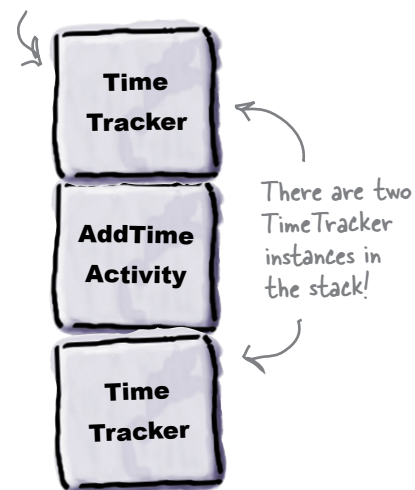 Time
Tracker
AddTime
Activity
Time
Tracker
There are two
TimeTracker
instances in
the stack!